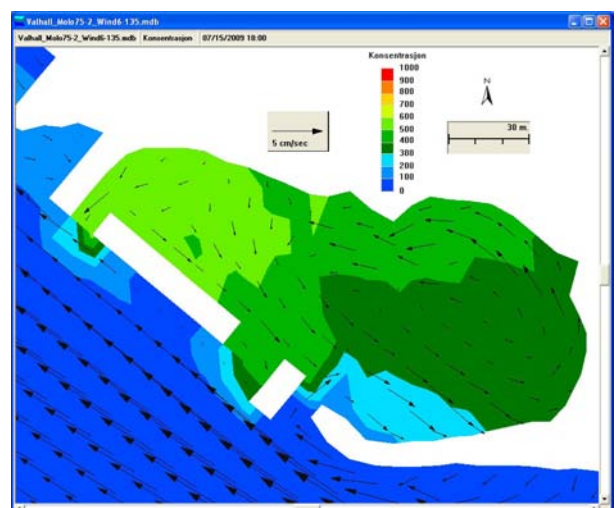 Valhall_Molo75-2_Wind6-135.mdb
Valhall_Molo75-2_Wind6-135.mdb Konsentrasjon 07/15/2009 18:00
Konsentrasjon
1000
900
800
700
600
500
400
300
200
100
0
5 cm/sec
N
30 m.